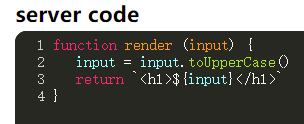 server code
1 function render (input) {
2   input = input.toUpperCase()
3   return `<h1>${input}</h1>`
4 }